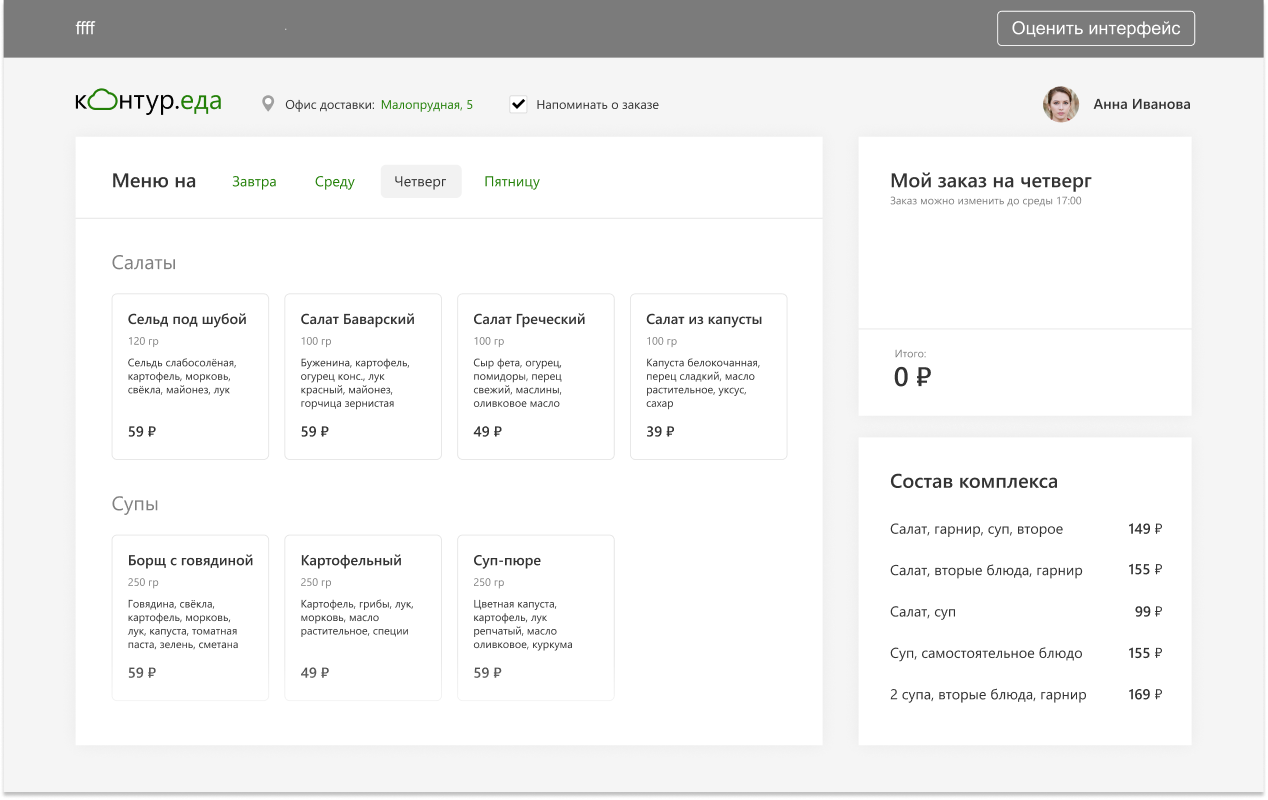 ffff
Оценить интерфейс
контур.еда
Офис доставки: Малопрудная, 5
Напоминать о заказе
Анна Иванова
Меню на
Завтра
Среду
Четверг
Пятницу
Салаты
Сельд под шубой
120 гр
Сельдь слабосолёная,
картофель, морковь,
свёкла, майонез, лук
59 ₽
Салат Баварский
100 гр
Буженина, картофель,
огурец конс., лук
красный, майонез,
горчица зернистая
59 ₽
Салат Греческий
100 гр
Сыр фета, огурец,
помидоры, перец
свежий, маслины,
оливковое масло
49 ₽
Салат из капусты
100 гр
Капуста белокочанная,
перец сладкий, масло
растительное, уксус,
сахар
39 ₽
Супы
Борщ с говядиной
250 гр
Говядина, свёкла,
картофель, морковь,
лук, капуста, томатная
паста, зелень, сметана
59 ₽
Картофельный
250 гр
Картофель, грибы, лук,
морковь, масло
растительное, специи
49 ₽
Суп-пюре
250 гр
Цветная капуста,
картофель, лук
репчатый, масло
оливковое, куркума
59 ₽
Мой заказ на четверг
Заказ можно изменить до среды 17:00
Итого:
0 ₽
Состав комплекса
Салат, гарнир, суп, второе 149 ₽
Салат, вторые блюда, гарнир 155 ₽
Салат, суп 99 ₽
Суп, самостоятельное блюдо 155 ₽
2 супа, вторые блюда, гарнир 169 ₽